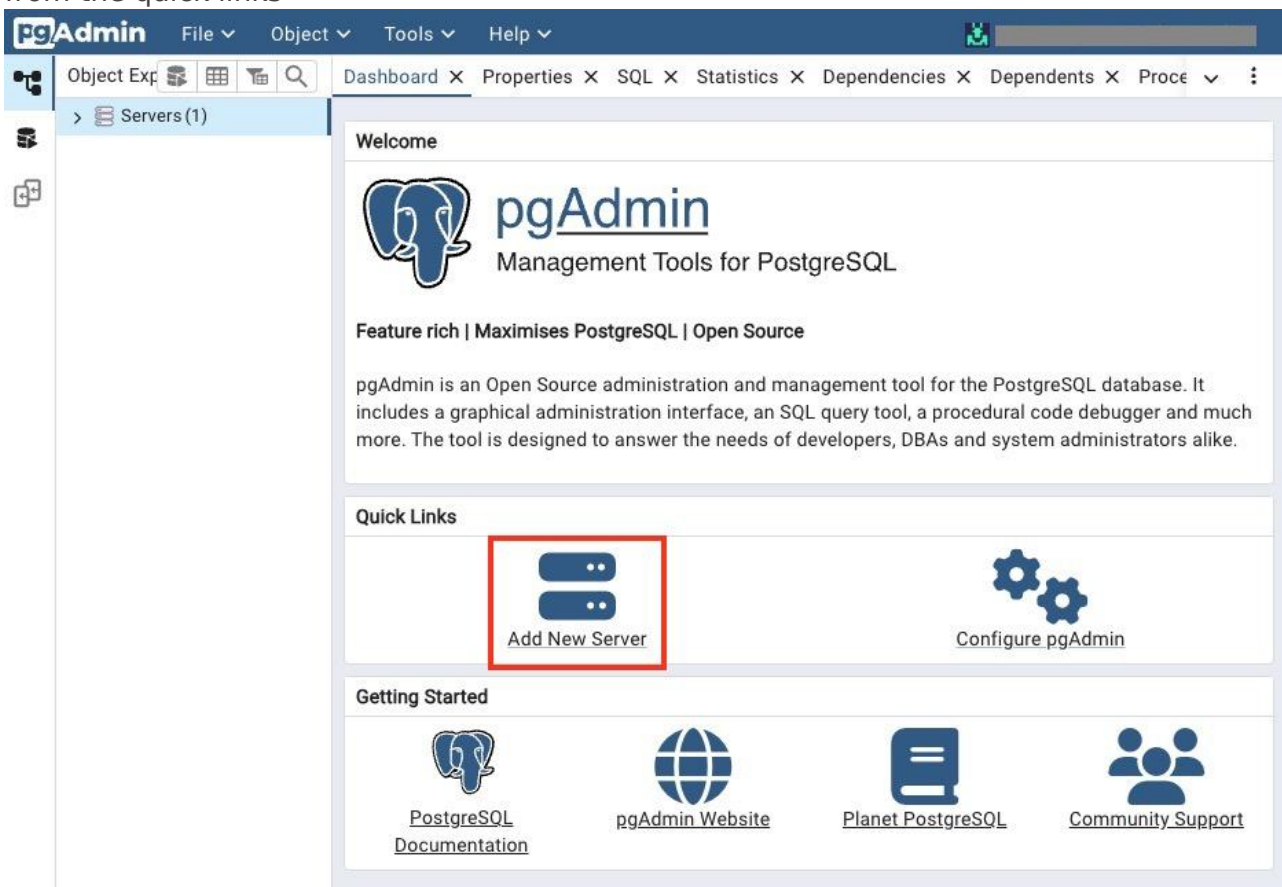 from the quick links
pgAdmin File Object Tools Help
Object Exp
Dashboard Properties SQL Statistics Dependencies Dependents Proce
Servers (1)
Welcome
pgAdmin
Management Tools for PostgreSQL
Feature rich | Maximises PostgreSQL | Open Source
pgAdmin is an Open Source administration and management tool for the PostgreSQL database. It
includes a graphical administration interface, an SQL query tool, a procedural code debugger and much
more. The tool is designed to answer the needs of developers, DBAs and system administrators alike.
Quick Links
Add New Server Configure pgAdmin
Getting Started
PostgreSQL
Documentation
pgAdmin Website
Planet PostgreSQL
Community Support